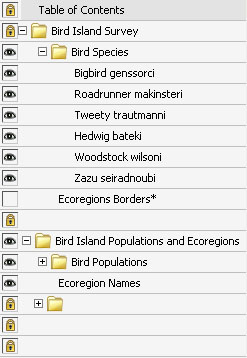 Table of Contents
Bird Island Survey
Bird Species
Bigbird genssorci
Roadrunner makinsteri
Tweety trautmanni
Hedwig bateki
Woodstock wilsoni
Zazu seiradnoubi
Ecoregions Borders*
Bird Island Populations and Ecoregions
Bird Populations
Ecoregion Names